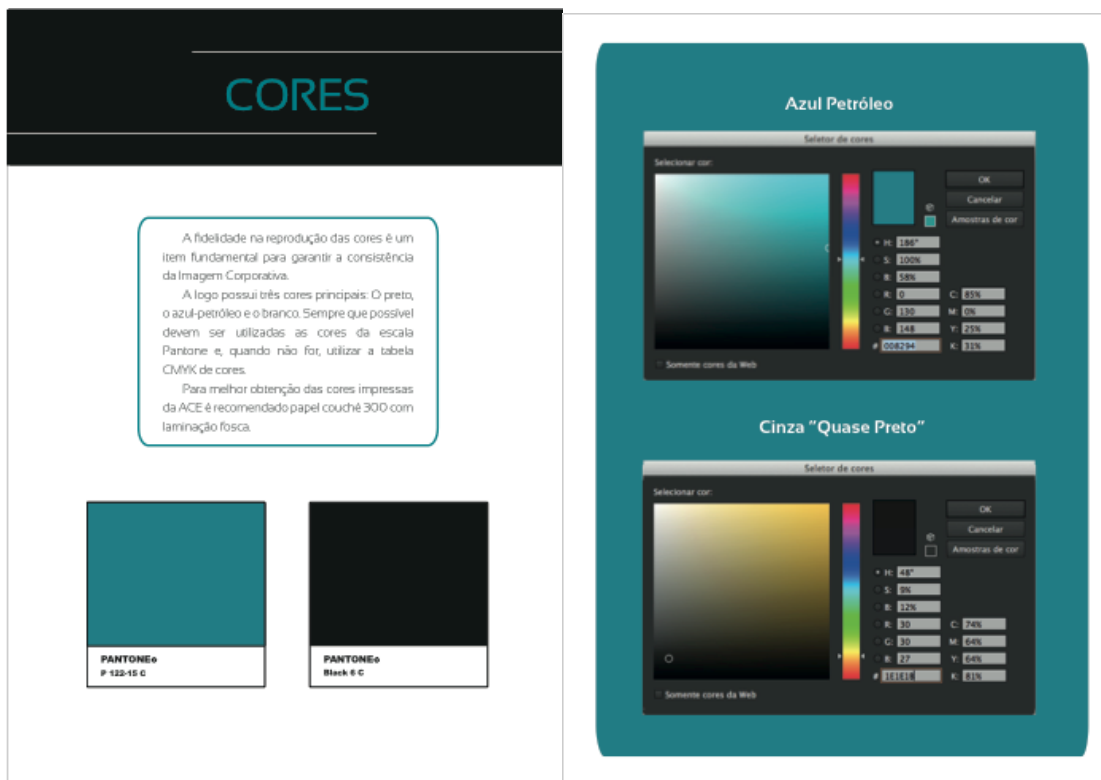 CORES
A fidelidade na reprodução das cores é um
item fundamental para garantir a consistência
da Imagem Corporativa.
A logo possui três cores principais: O preto,
o azul-petróleo e o branco. Sempre que possível
devem ser utilizadas as cores da escala
Pantone e, quando não for, utilizar a tabela
CMYK de cores.
Para melhor obtenção das cores impressas
da ACE é recomendado papel couché 300 com
laminação fosca.
PANTONE®
P 122-15 C
PANTONE®
Black 6 C
Azul Petróleo
Seletor de cores
Selecionar cor:
OK
Cancelar
Amostras de cor
H: 186°
S: 100%
B: 58%
R: 0 C: 85%
G: 130 M: 0%
B: 148 Y: 25%
# 008294 K: 31%
Somente cores da Web
Cinza "Quase Preto"
Seletor de cores
Selecionar cor:
OK
Cancelar
Amostras de cor
H: 48°
S: 9%
B: 12%
R: 30 C: 74%
G: 30 M: 64%
B: 27 Y: 64%
# 1E1E1B K: 81%
Somente cores da Web